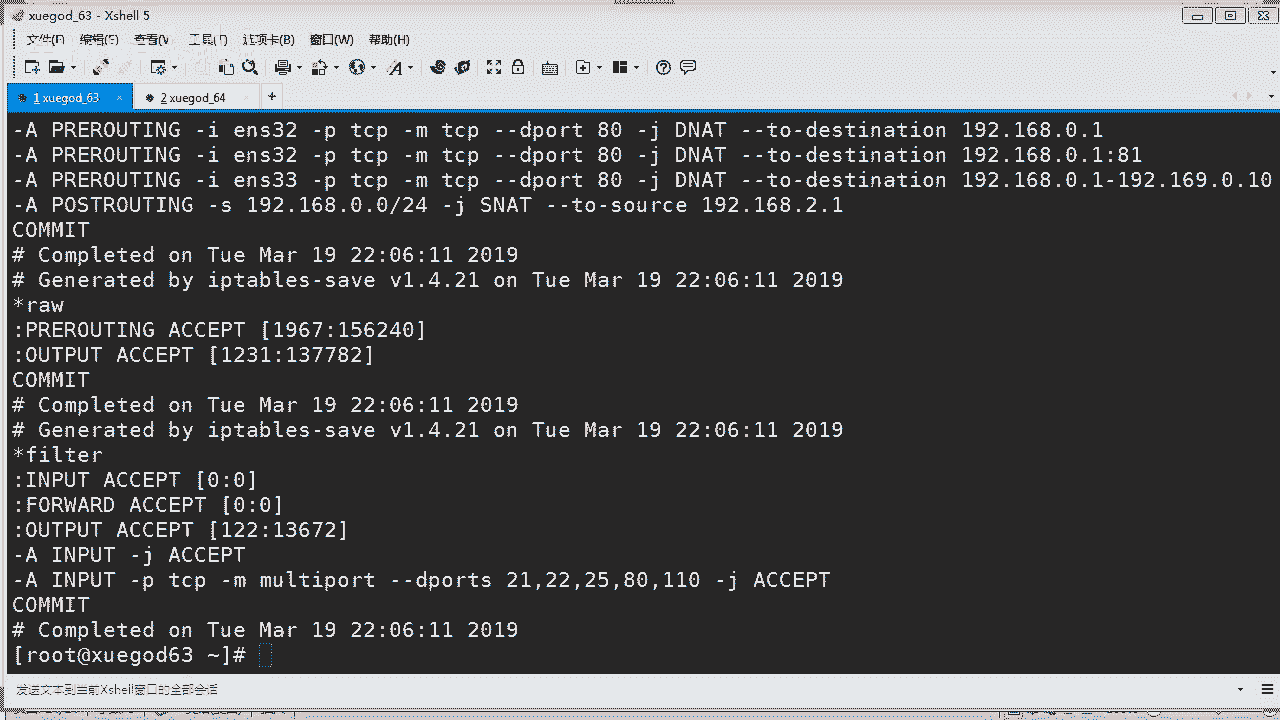 xuegod_63 - Xshell 5
文件(F) 编辑(E) 查看(V 工具(T) 选项卡(B) 窗口(W) 帮助(H)
1 xuegod_63 × 2 xuegod_64 +
-A PREROUTING -i ens32 -p tcp -m tcp --dport 80 -j DNAT --to-destination 192.168.0.1
-A PREROUTING -i ens32 -p tcp -m tcp --dport 80 -j DNAT --to-destination 192.168.0.1:81
-A PREROUTING -i ens33 -p tcp -m tcp --dport 80 -j DNAT --to-destination 192.168.0.1-192.169.0.10
-A POSTROUTING -s 192.168.0.0/24 -j SNAT --to-source 192.168.2.1
COMMIT
# Completed on Tue Mar 19 22:06:11 2019
# Generated by iptables-save v1.4.21 on Tue Mar 19 22:06:11 2019
*raw
:PREROUTING ACCEPT [1967:156240]
:OUTPUT ACCEPT [1231:137782]
COMMIT
# Completed on Tue Mar 19 22:06:11 2019
# Generated by iptables-save v1.4.21 on Tue Mar 19 22:06:11 2019
*filter
:INPUT ACCEPT [0:0]
:FORWARD ACCEPT [0:0]
:OUTPUT ACCEPT [122:13672]
-A INPUT -j ACCEPT
-A INPUT -p tcp -m multiport --dports 21,22,25,80,110 -j ACCEPT
COMMIT
# Completed on Tue Mar 19 22:06:11 2019
[root@xuegod63 ~]#
发送文本到当前Xshell窗口的全部会话